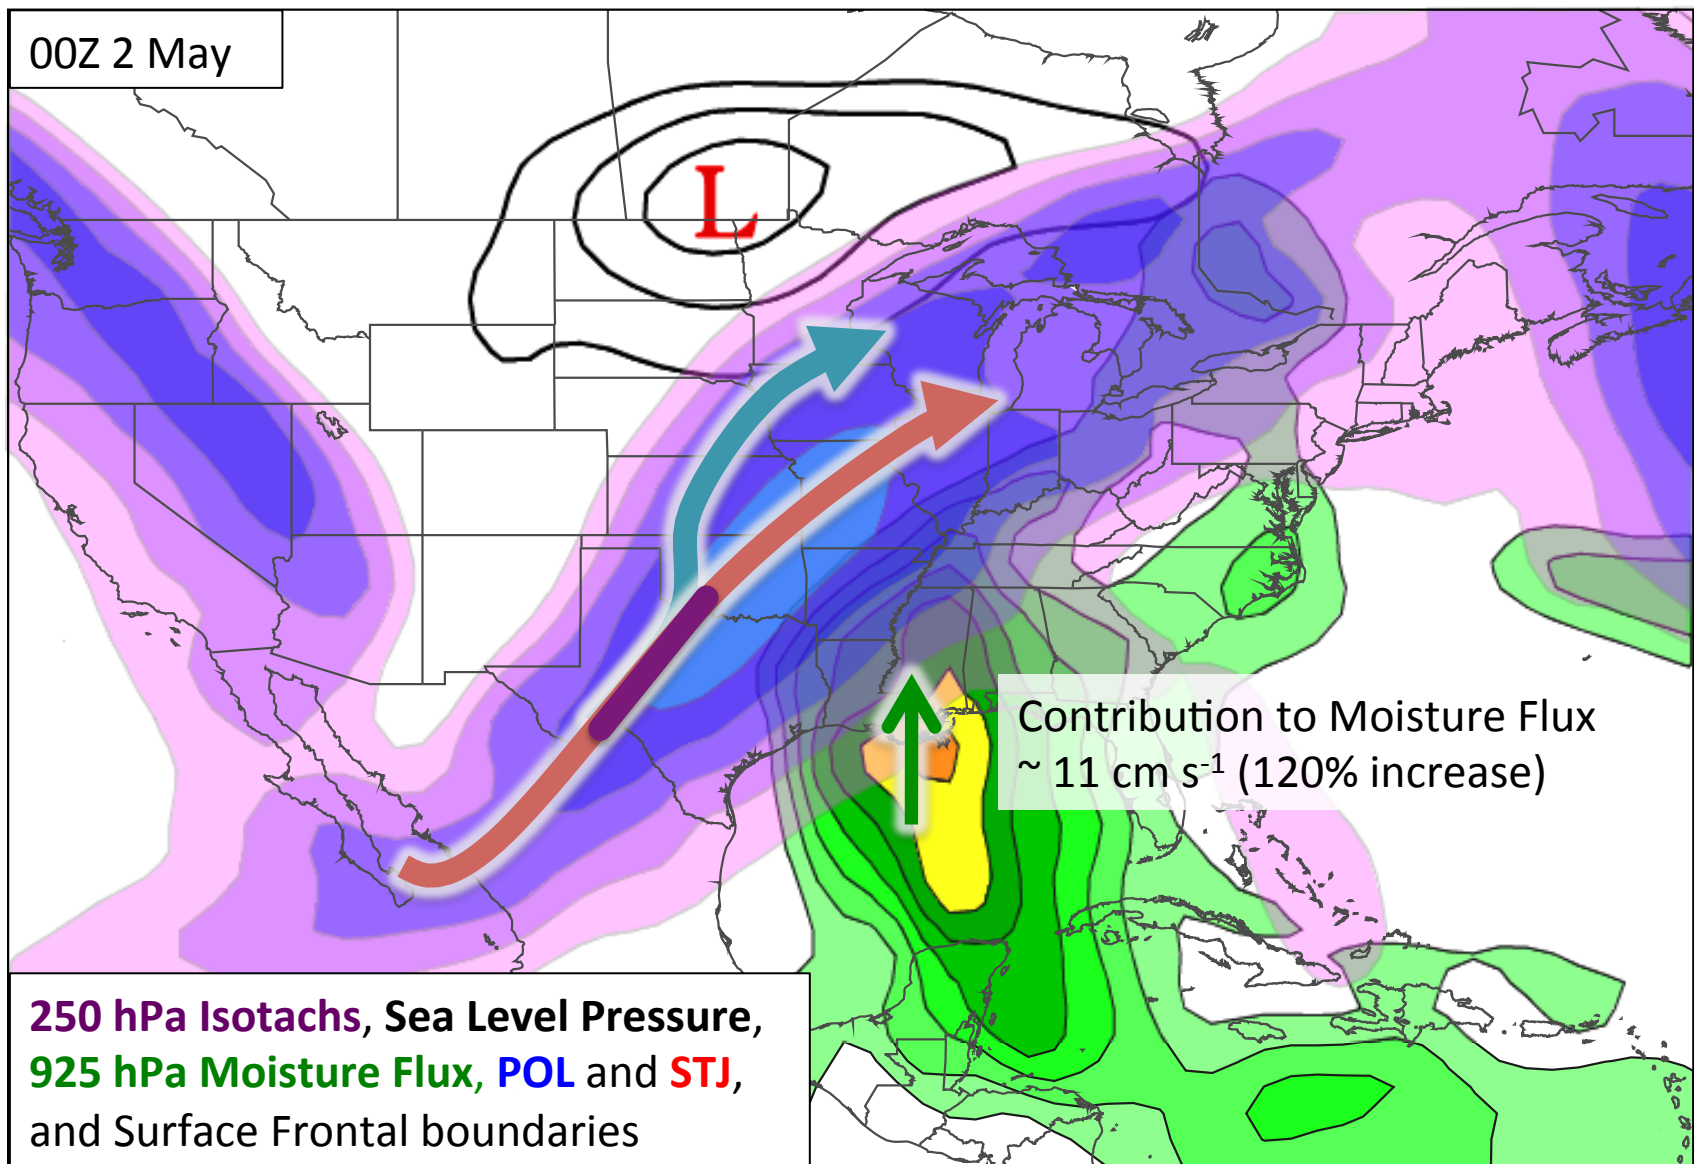 00Z 2 May
L
Contribution to Moisture Flux
~ 11 cm s⁻¹ (120% increase)
250 hPa Isotachs, Sea Level Pressure,
925 hPa Moisture Flux, POL and STJ,
and Surface Frontal boundaries